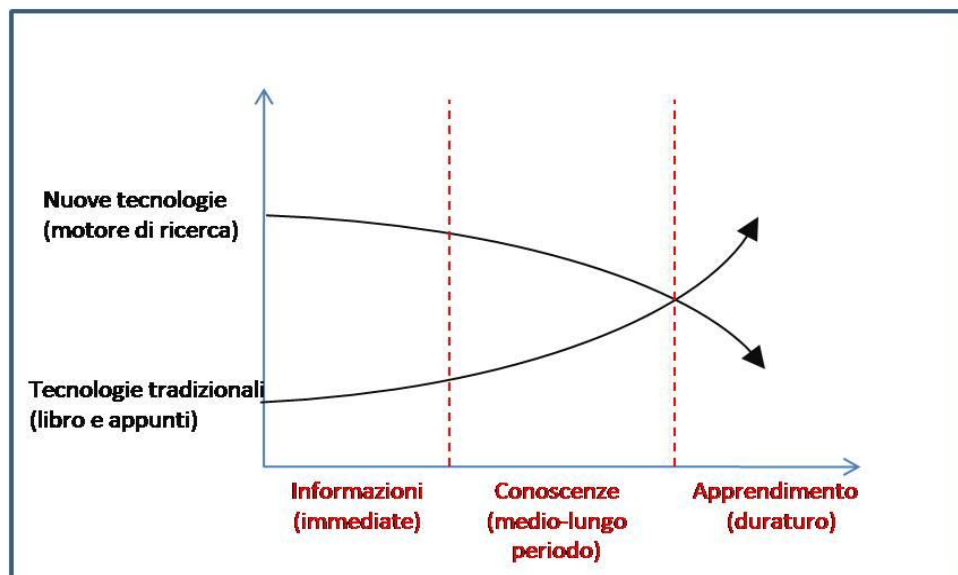 Nuove tecnologie
(motore di ricerca)
Tecnologie tradizionali
(libro e appunti)
Informazioni
(immediate)
Conoscenze
(medio-lungo
periodo)
Apprendimento
(duraturo)